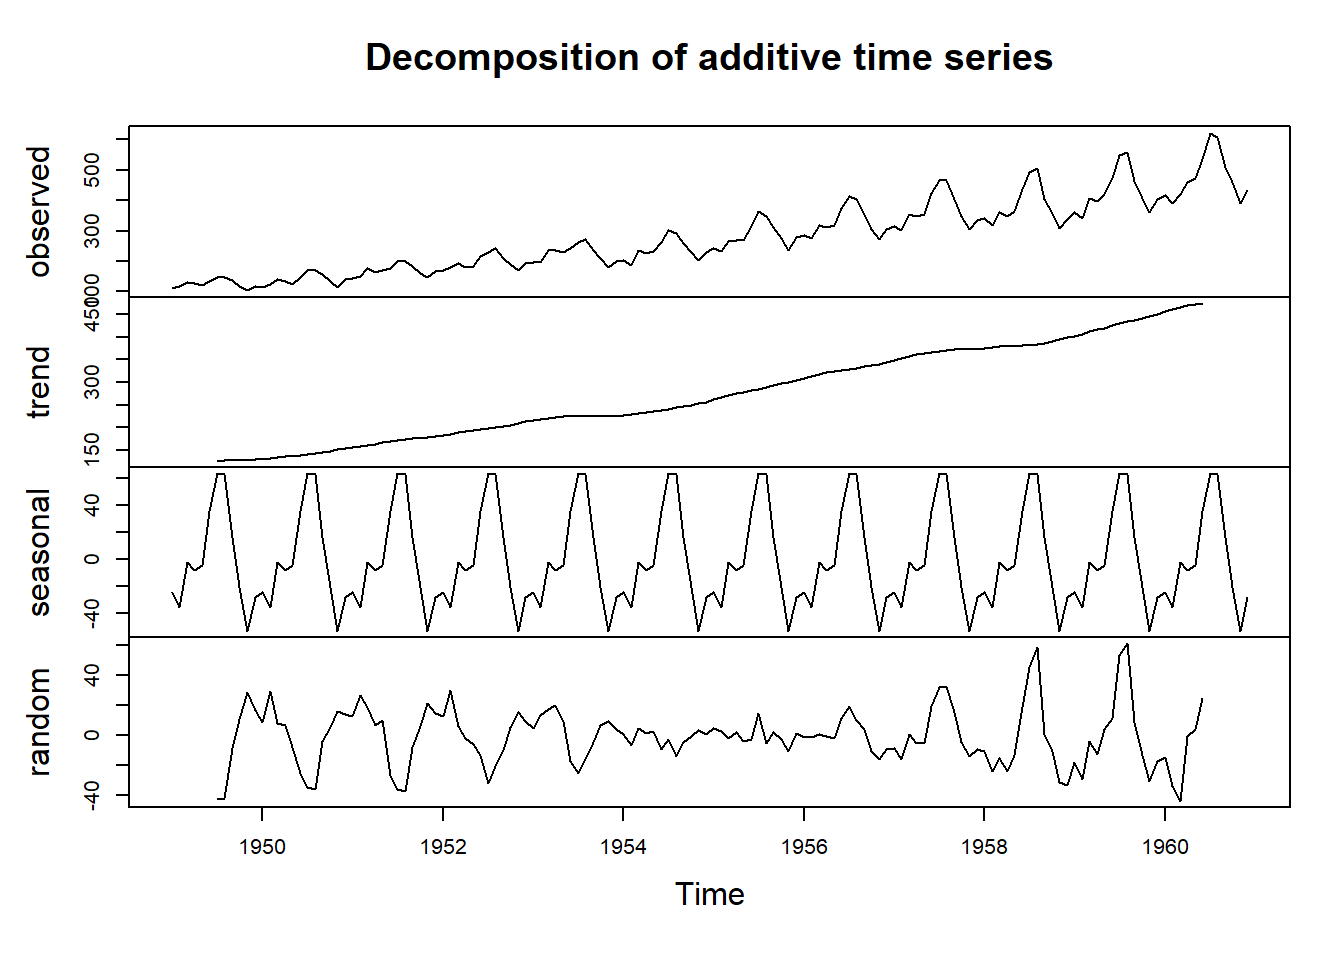 Decomposition of additive time series
observed
100 300 500
trend
150 300 450
seasonal
-40 0 40
random
-40 0 40
1950 1952 1954 1956 1958 1960
Time